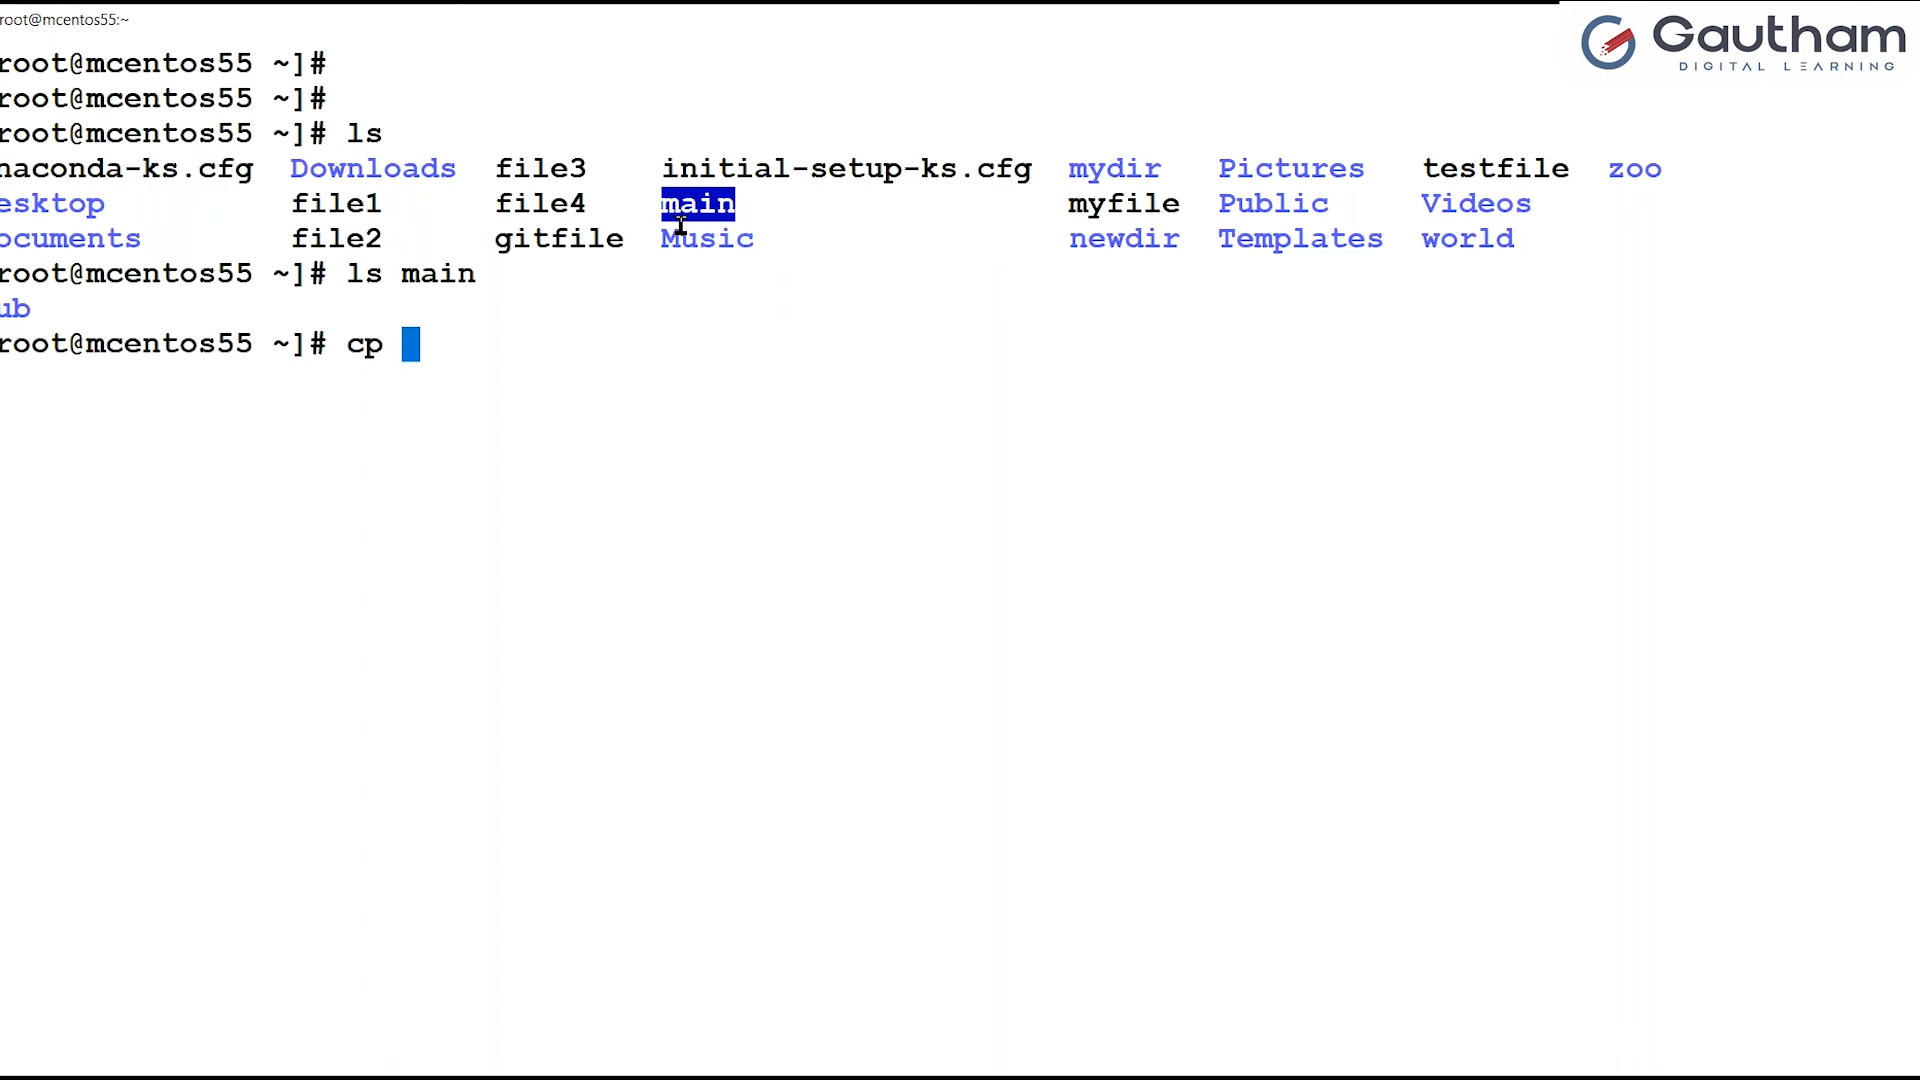 root@mcentos55:~
Gautham
DIGITAL LEARNING
root@mcentos55 ~]#
root@mcentos55 ~]#
root@mcentos55 ~]# ls
naconda-ks.cfg Downloads file3 initial-setup-ks.cfg mydir Pictures testfile zoo
esktop file1 file4 main myfile Public Videos
ocuments file2 gitfile Music newdir Templates world
root@mcentos55 ~]# ls main
ub
root@mcentos55 ~]# cp